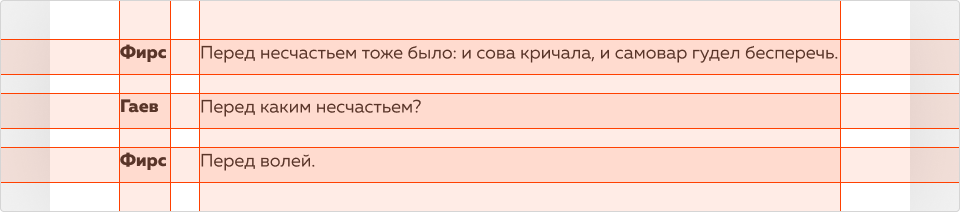 Фирс Перед несчастьем тоже было: и сова кричала, и самовар гудел бесперечь.
Гаев Перед каким несчастьем?
Фирс Перед волей.